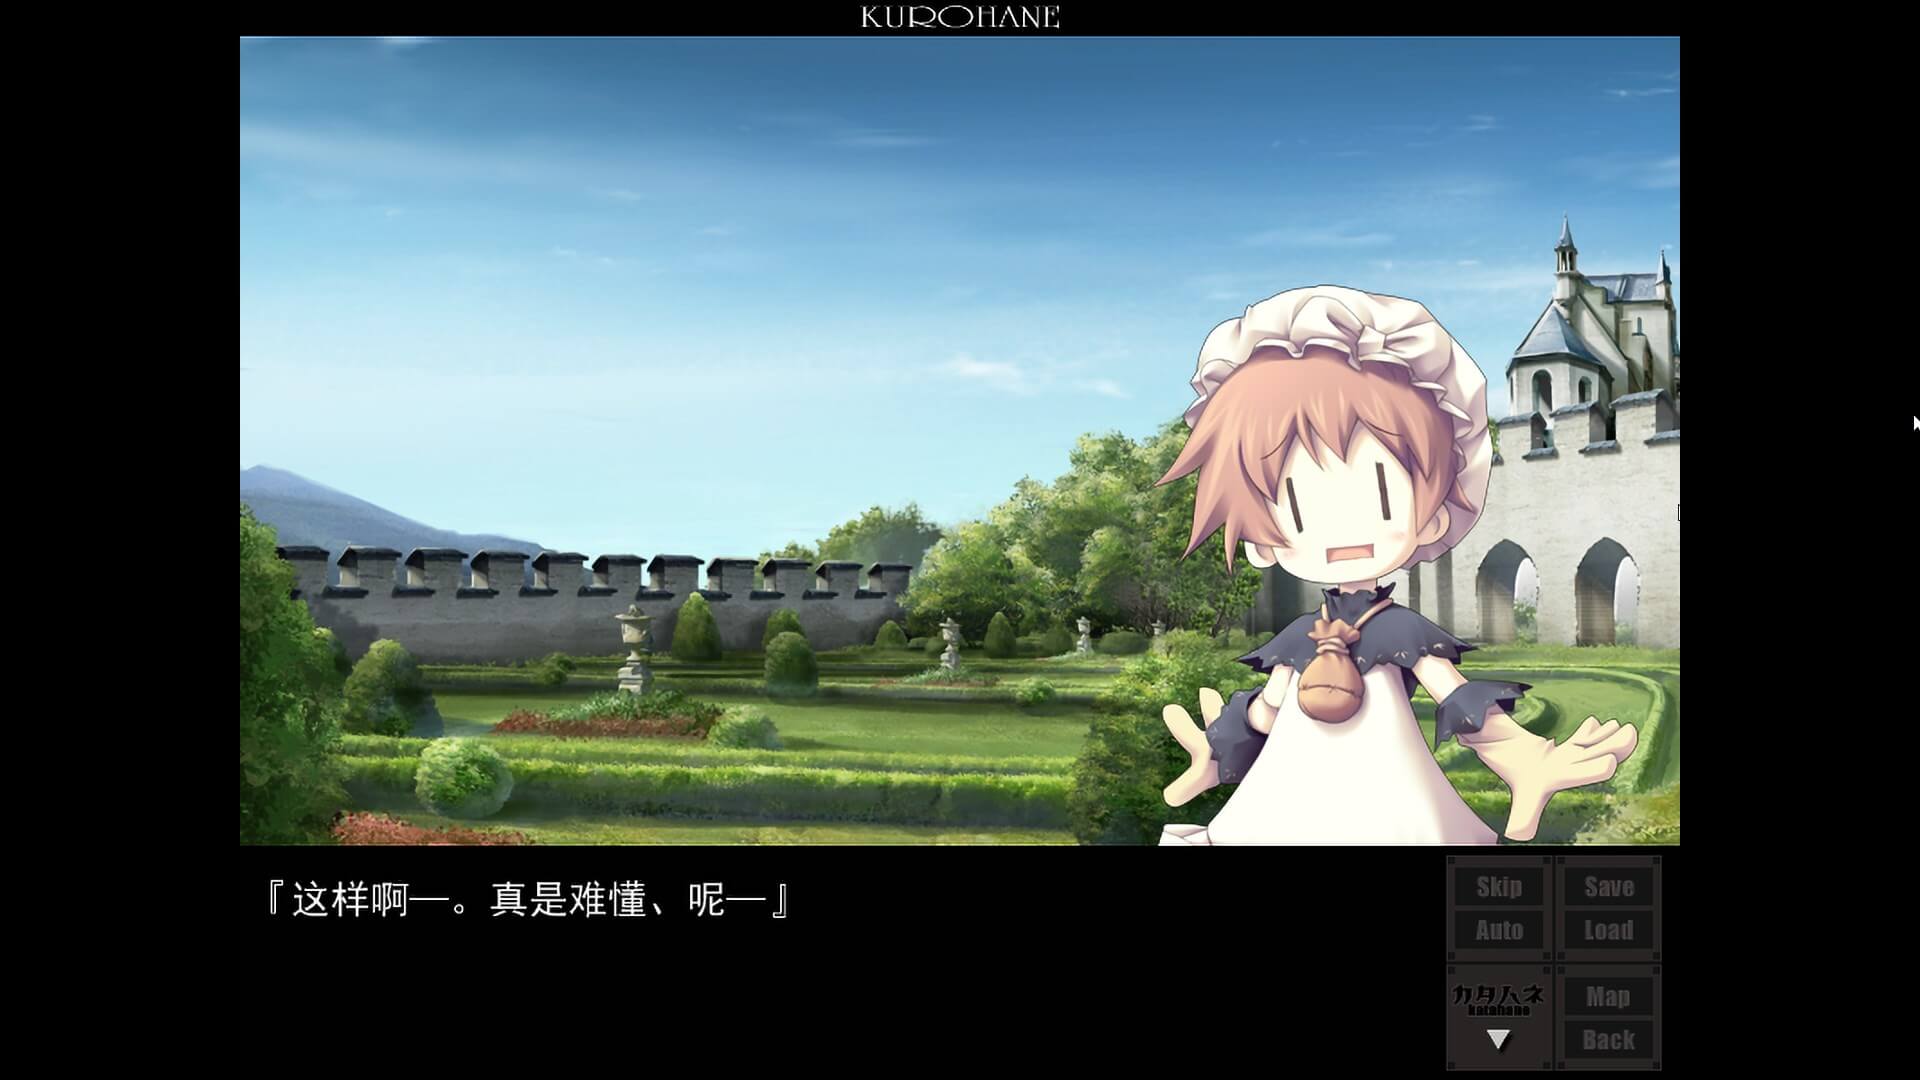 KUROHANE
『这样啊—。真是难懂、呢—』
Skip
Save
Auto
Load
カタハネ
katahane
Map
Back